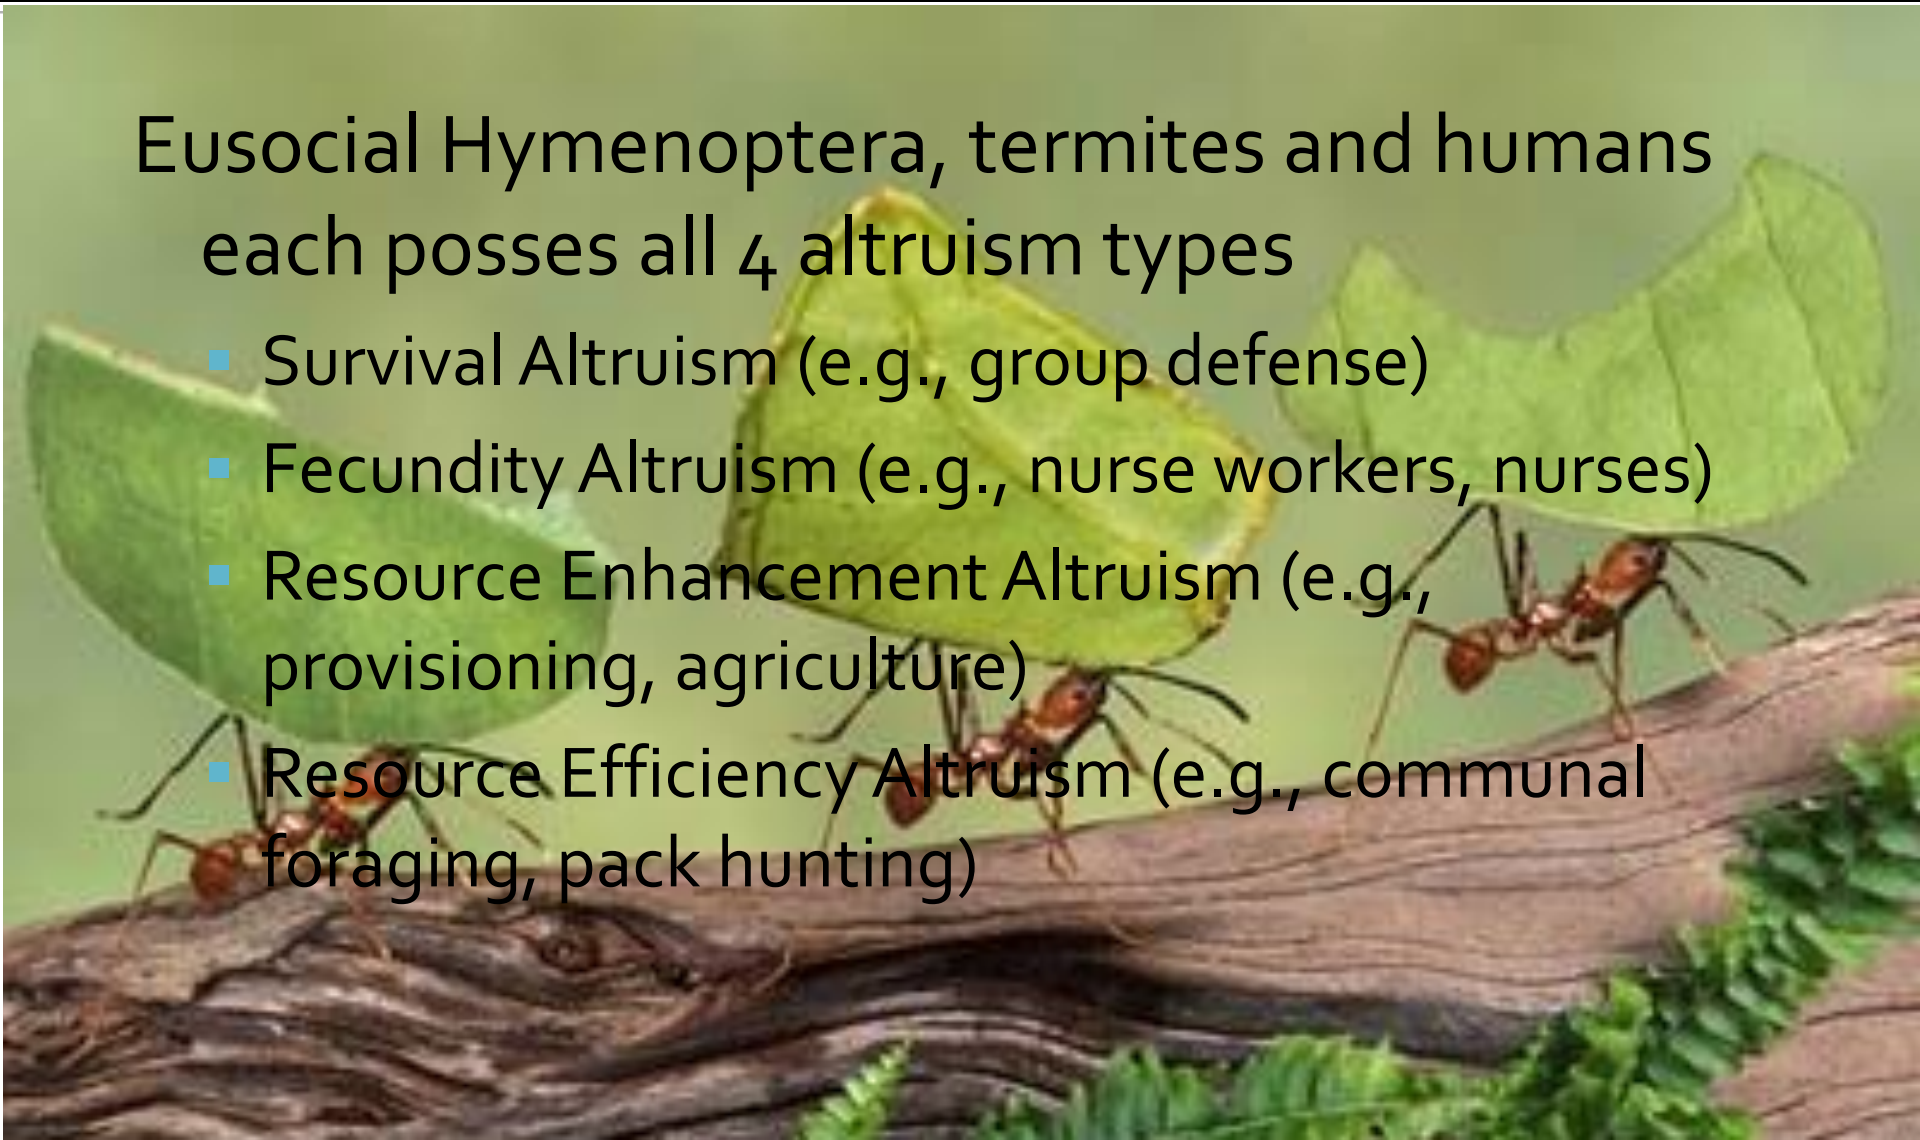 Eusocial Hymenoptera, termites and humans
each posses all 4 altruism types
Survival Altruism (e.g., group defense)
Fecundity Altruism (e.g., nurse workers, nurses)
Resource Enhancement Altruism (e.g.,
provisioning, agriculture)
Resource Efficiency Altruism (e.g., communal
foraging, pack hunting)